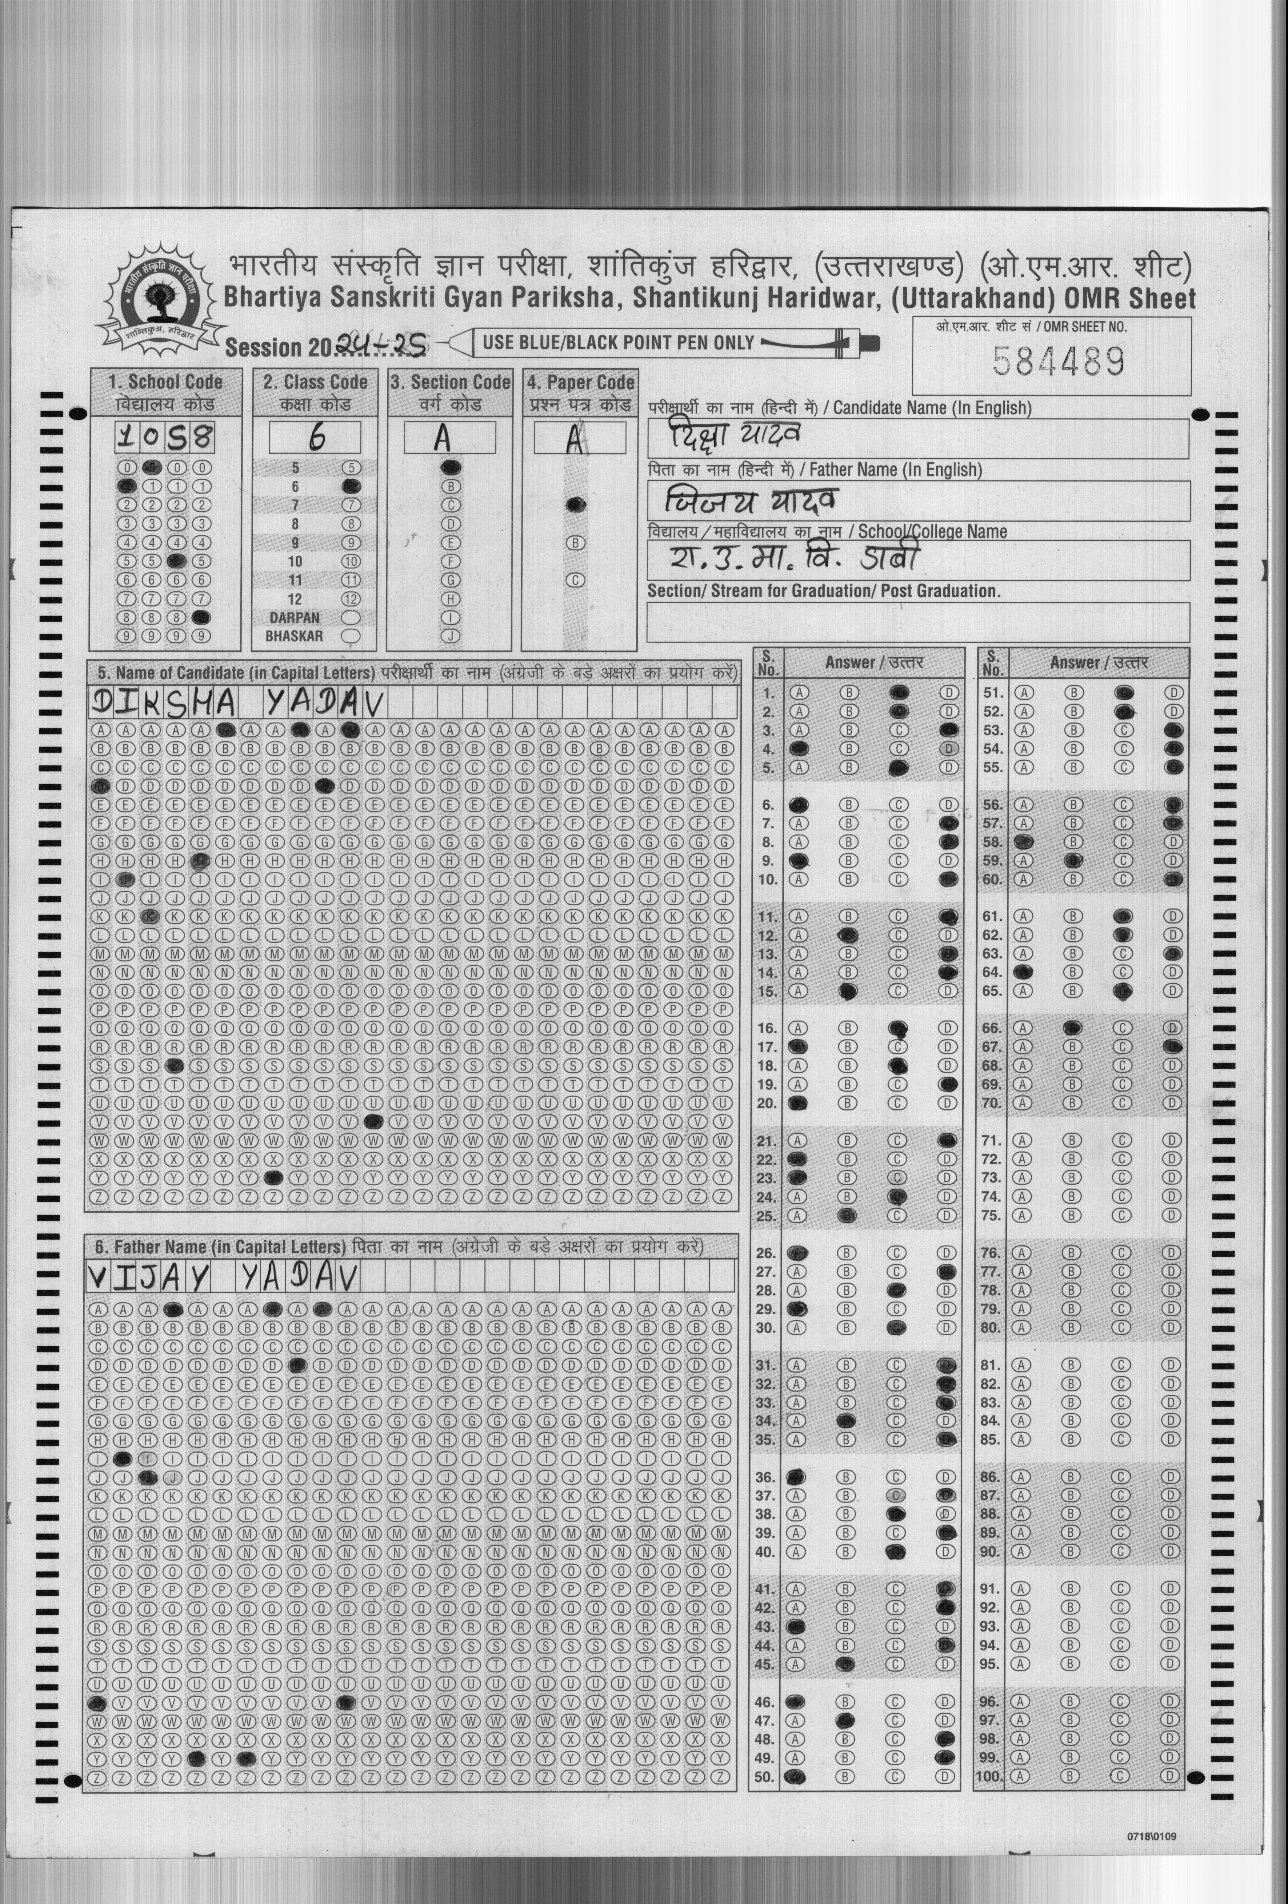 भारतीय संस्कृति ज्ञान परीक्षा, शांतिकुंज हरिद्वार, (उत्तराखण्ड) (ओ.एम.आर. शीट)
Bhartiya Sanskriti Gyan Pariksha, Shantikunj Haridwar, (Uttarakhand) OMR Sheet
Session 2024-25
USE BLUE/BLACK POINT PEN ONLY
ओ.एम.आर. शीट सं / OMR SHEET NO.
584489
1. School Code
विद्यालय कोड
1058
2. Class Code
कक्षा कोड
6
3. Section Code
वर्ग कोड
A
4. Paper Code
प्रश्न पत्र कोड
A
5
6
7
8
9
10
11
12
DARPAN
BHASKAR
परीक्षार्थी का नाम (हिन्दी में) / Candidate Name (In English)
दिक्षा यादव
पिता का नाम (हिन्दी में) / Father Name (In English)
विजय यादव
विद्यालय/महाविद्यालय का नाम / School/College Name
रा.उ.मा.वि. डाबी
Section/ Stream for Graduation/ Post Graduation.
5. Name of Candidate (in Capital Letters) परीक्षार्थी का नाम (अंग्रेजी के बड़े अक्षरों का प्रयोग करें)
DIKSHA YADAV
6. Father Name (in Capital Letters) पिता का नाम (अंग्रेजी के बड़े अक्षरों का प्रयोग करें)
VIJAY YADAV
S. No. Answer / उत्तर
S. No. Answer / उत्तर
0718\0109